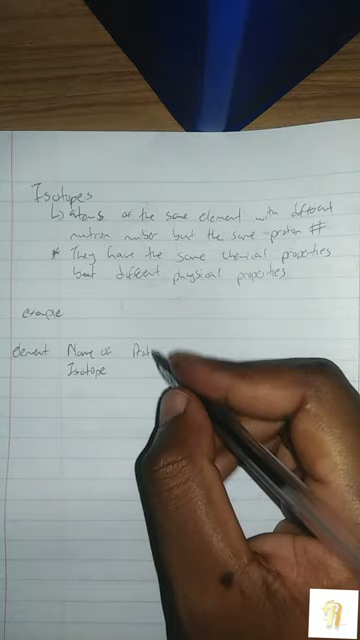 Isotopes
↳ atoms of the same element with different
neutron number but the same proton #
* They have the same chemical properties
but different physical properties
example
element Name of Prot
Isotope